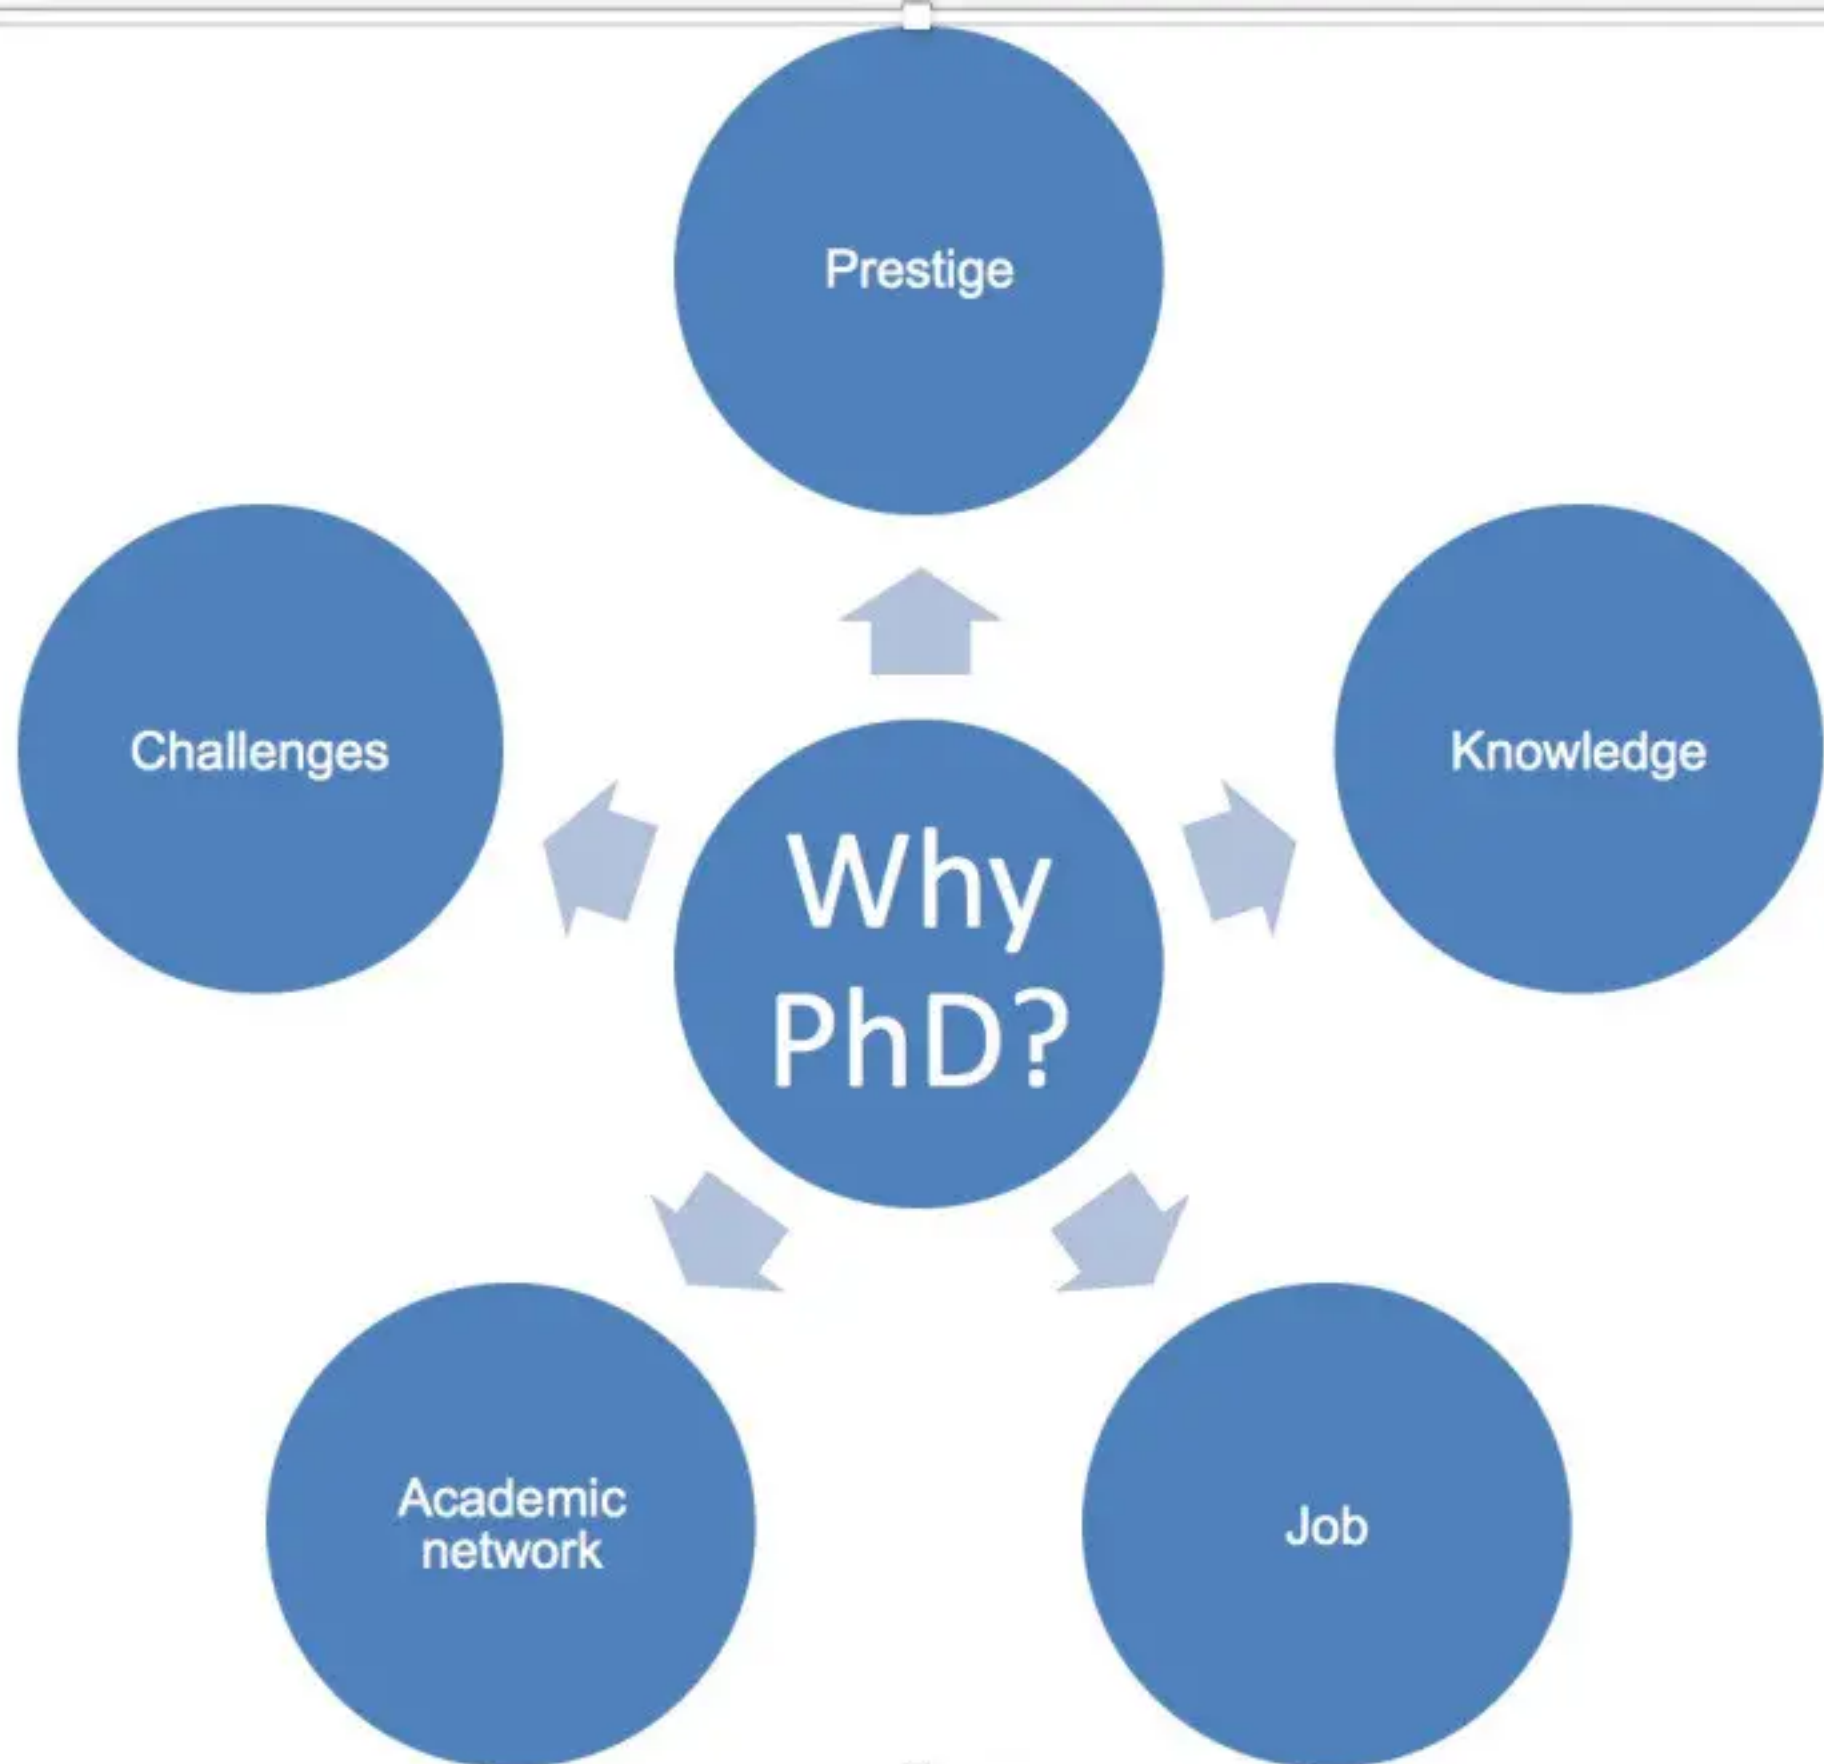 Prestige
Challenges
Knowledge
Why
PhD?
Academic
network
Job